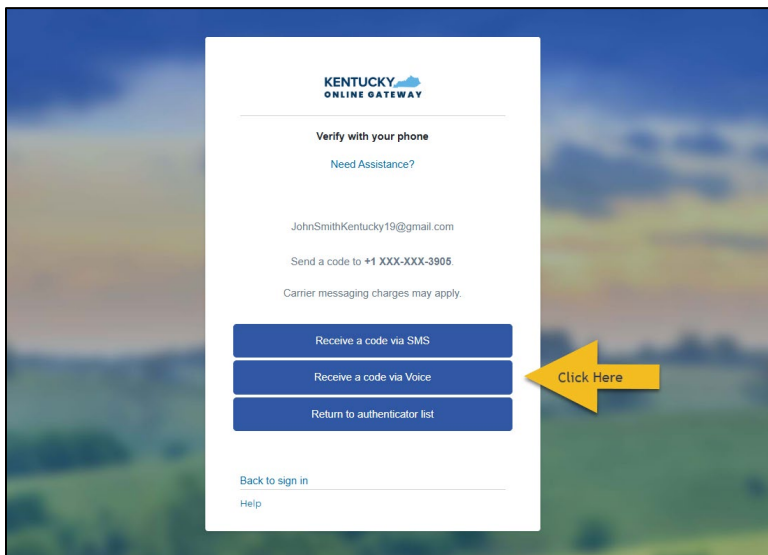 KENTUCKY
ONLINE GATEWAY
Verify with your phone
Need Assistance?
JohnSmithKentucky19@gmail.com
Send a code to +1 XXX-XXX-3905.
Carrier messaging charges may apply.
Receive a code via SMS
Receive a code via Voice
Click Here
Return to authenticator list
Back to sign in
Help